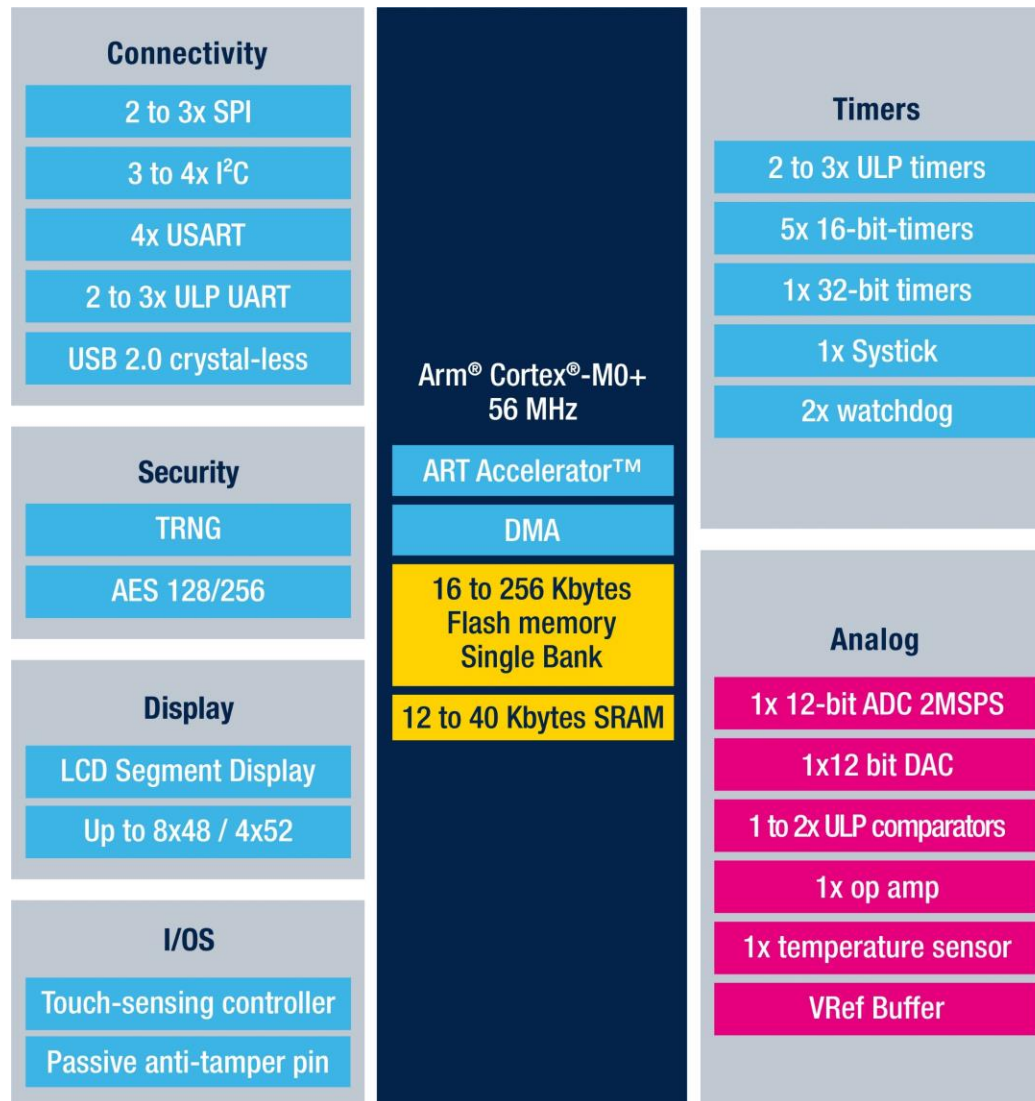 Connectivity
2 to 3x SPI
3 to 4x I²C
4x USART
2 to 3x ULP UART
USB 2.0 crystal-less
Security
TRNG
AES 128/256
Display
LCD Segment Display
Up to 8x48 / 4x52
I/OS
Touch-sensing controller
Passive anti-tamper pin
Arm® Cortex®-M0+
56 MHz
ART Accelerator™
DMA
16 to 256 Kbytes
Flash memory
Single Bank
12 to 40 Kbytes SRAM
Timers
2 to 3x ULP timers
5x 16-bit-timers
1x 32-bit timers
1x Systick
2x watchdog
Analog
1x 12-bit ADC 2MSPS
1x12 bit DAC
1 to 2x ULP comparators
1x op amp
1x temperature sensor
VRef Buffer